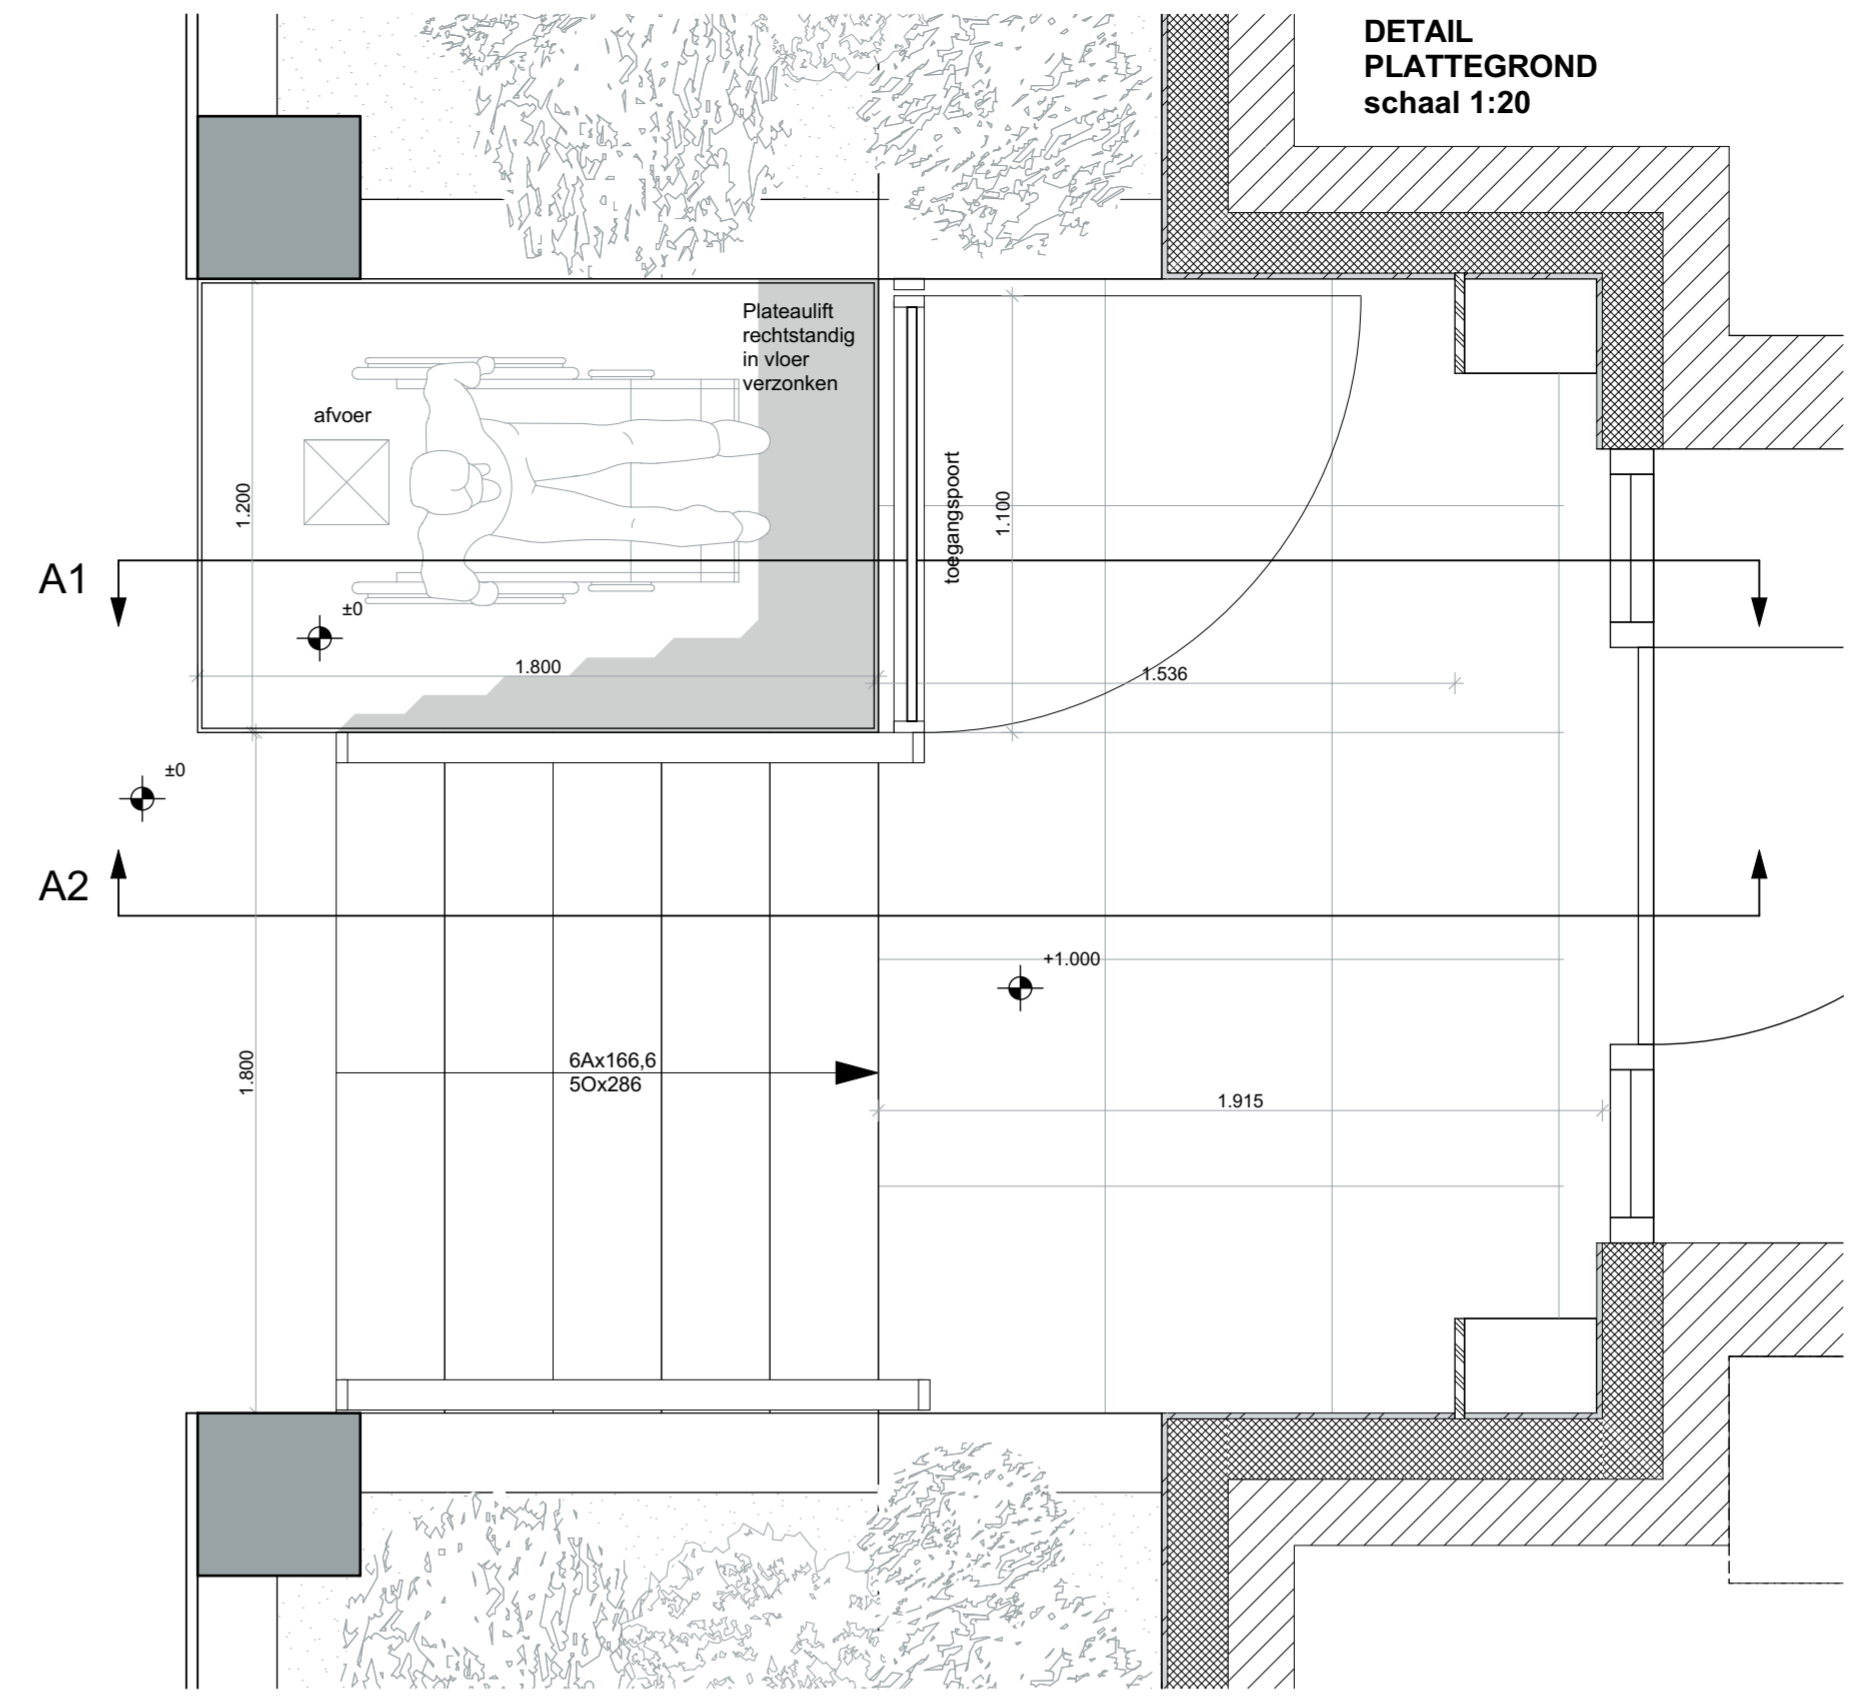 DETAIL
PLATTEGROND
schaal 1:20
Plateaulift
rechtstandig
in vloer
verzonken
afvoer
1.200
toegangspoort
1.100
A1
±0
1.800
1.536
±0
A2
+1.000
1.800
6Ax166,6
5Ox286
1.915